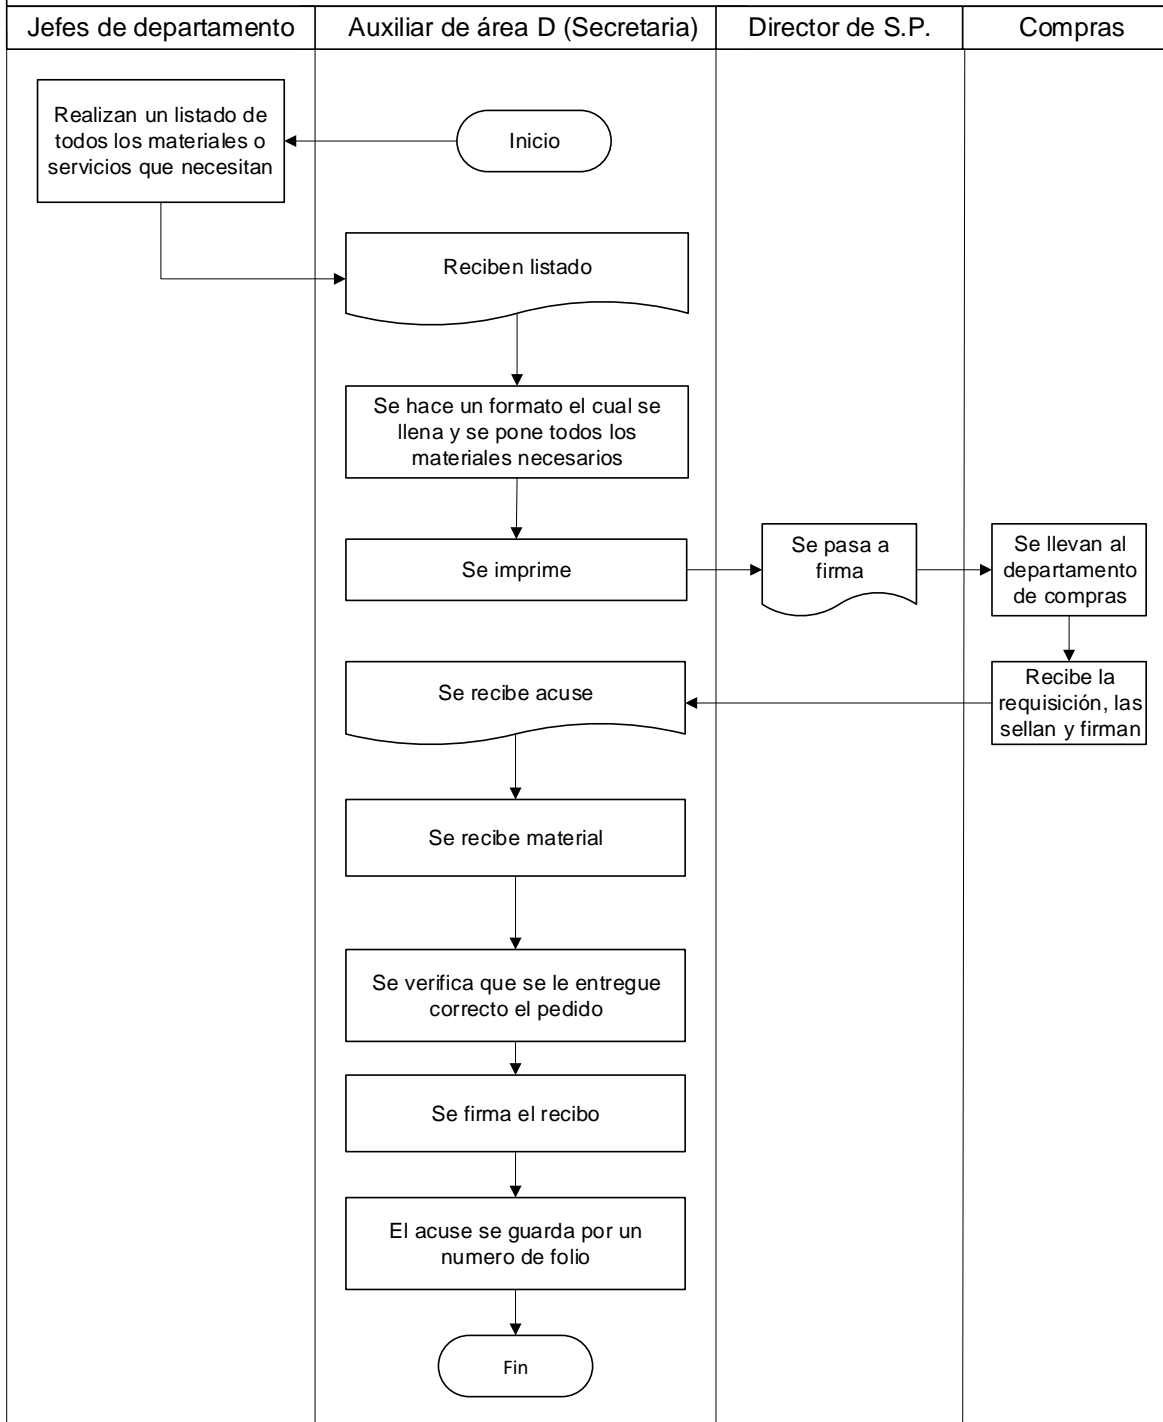 Jefes de departamento
Auxiliar de área D (Secretaria)
Director de S.P.
Compras
Realizan un listado de
todos los materiales o
servicios que necesitan
Inicio
Reciben listado
Se hace un formato el cual se
llena y se pone todos los
materiales necesarios
Se imprime
Se pasa a
firma
Se llevan al
departamento
de compras
Recibe la
requisición, las
sellan y firman
Se recibe acuse
Se recibe material
Se verifica que se le entregue
correcto el pedido
Se firma el recibo
El acuse se guarda por un
numero de folio
Fin